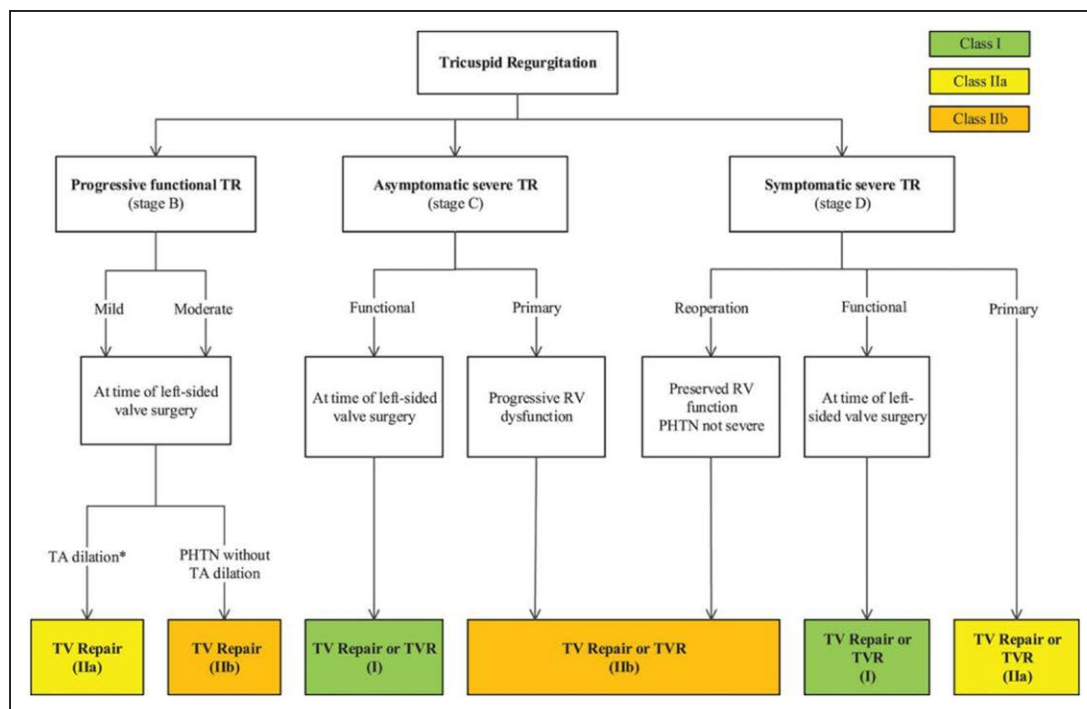 Tricuspid Regurgitation
Class I
Class IIa
Class IIb
Progressive functional TR
(stage B)
Asymptomatic severe TR
(stage C)
Symptomatic severe TR
(stage D)
Mild
Moderate
Functional
Primary
Reoperation
Functional
Primary
At time of left-sided
valve surgery
At time of left-sided
valve surgery
Progressive RV
dysfunction
Preserved RV
function
PHTN not severe
At time of left-
sided valve surgery
TA dilation*
PHTN without
TA dilation
TV Repair
(IIa)
TV Repair
(IIb)
TV Repair or TVR
(I)
TV Repair or TVR
(IIb)
TV Repair or
TVR
(I)
TV Repair or
TVR
(IIa)